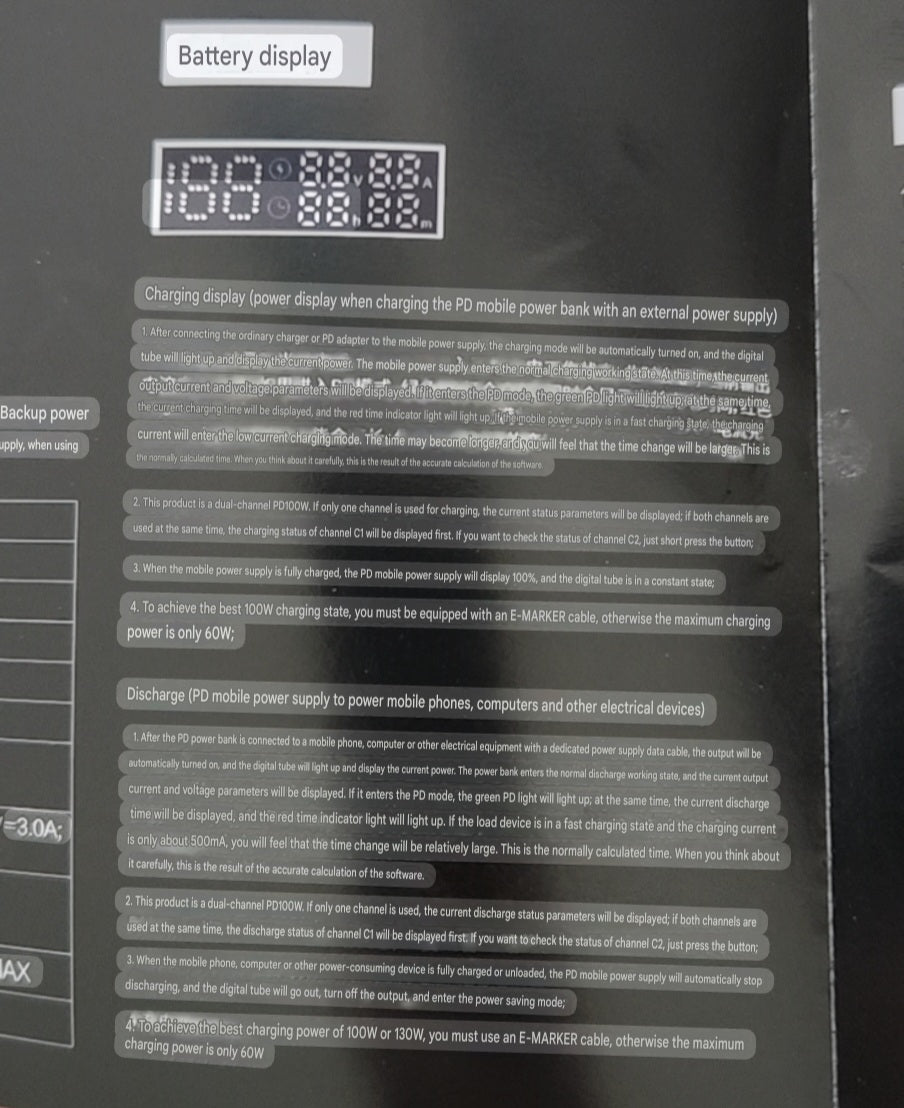 Battery display
188 88.V 88.A
88h 88m
Charging display (power display when charging the PD mobile power bank with an external power supply)
1. After connecting the ordinary charger or PD adapter to the mobile power supply, the charging mode will be automatically turned on, and the digital
tube will light up and display the current power. The mobile power supply enters the normal charging working state. At this time, the current
output current and voltage parameters will be displayed. If it enters the PD mode, the green PD light will light up; at the same time,
the current charging time will be displayed, and the red time indicator light will light up, if the mobile power supply is in a fast charging state, the charging
current will enter the low current charging mode. The time may become longer, and you will feel that the time change will be larger. This is
the normally calculated time. When you think about it carefully, this is the result of the accurate calculation of the software.
2. This product is a dual-channel PD100W. If only one channel is used for charging, the current status parameters will be displayed; if both channels are
used at the same time, the charging status of channel C1 will be displayed first. If you want to check the status of channel C2, just short press the button;
3. When the mobile power supply is fully charged, the PD mobile power supply will display 100%, and the digital tube is in a constant state;
4. To achieve the best 100W charging state, you must be equipped with an E-MARKER cable, otherwise the maximum charging
power is only 60W;
Discharge (PD mobile power supply to power mobile phones, computers and other electrical devices)
1. After the PD power bank is connected to a mobile phone, computer or other electrical equipment with a dedicated power supply data cable, the output will be
automatically turned on, and the digital tube will light up and display the current power. The power bank enters the normal discharge working state, and the current output
current and voltage parameters will be displayed. If it enters the PD mode, the green PD light will light up; at the same time, the current discharge
time will be displayed, and the red time indicator light will light up. If the load device is in a fast charging state and the charging current
is only about 500mA, you will feel that the time change will be relatively large. This is the normally calculated time. When you think about
it carefully, this is the result of the accurate calculation of the software.
2. This product is a dual-channel PD100W. If only one channel is used, the current discharge status parameters will be displayed; if both channels are
used at the same time, the discharge status of channel C1 will be displayed first. If you want to check the status of channel C2, just press the button;
3. When the mobile phone, computer or other power-consuming device is fully charged or unloaded, the PD mobile power supply will automatically stop
discharging, and the digital tube will go out, turn off the output, and enter the power saving mode;
4. To achieve the best charging power of 100W or 130W, you must use an E-MARKER cable, otherwise the maximum
charging power is only 60W
Backup power
upply, when using
=3.0A;
AX